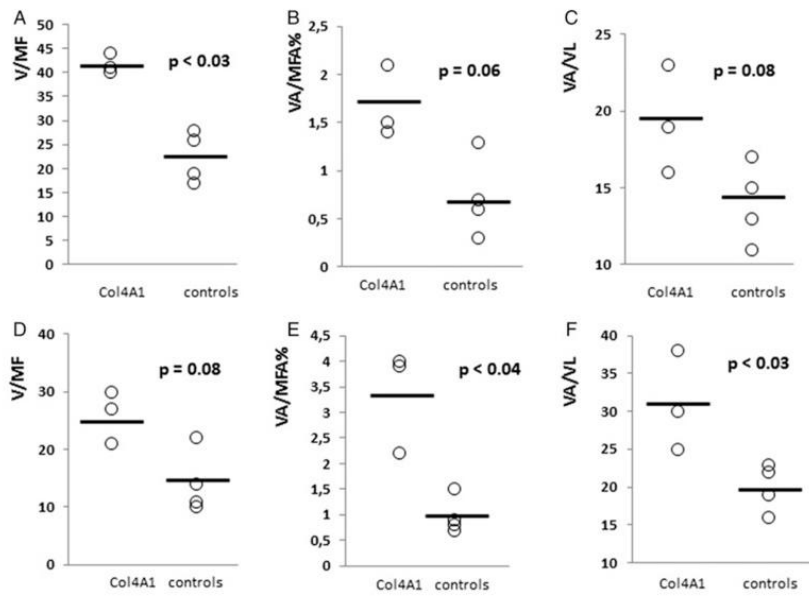 A
V/MF
50
45
40
35
30
25
20
15
10
5
0
p < 0.03
Col4A1 controls
B
VA/MFA%
2,5
2
1,5
1
0,5
0
p = 0.06
Col4A1 controls
C
VA/VL
25
20
15
10
p = 0.08
Col4A1 controls
D
V/MF
40
30
20
10
0
p = 0.08
Col4A1 controls
E
VA/MFA%
4,5
4
3,5
3
2,5
2
1,5
1
0,5
0
p < 0.04
Col4A1 controls
F
VA/VL
40
35
30
25
20
15
10
p < 0.03
Col4A1 controls